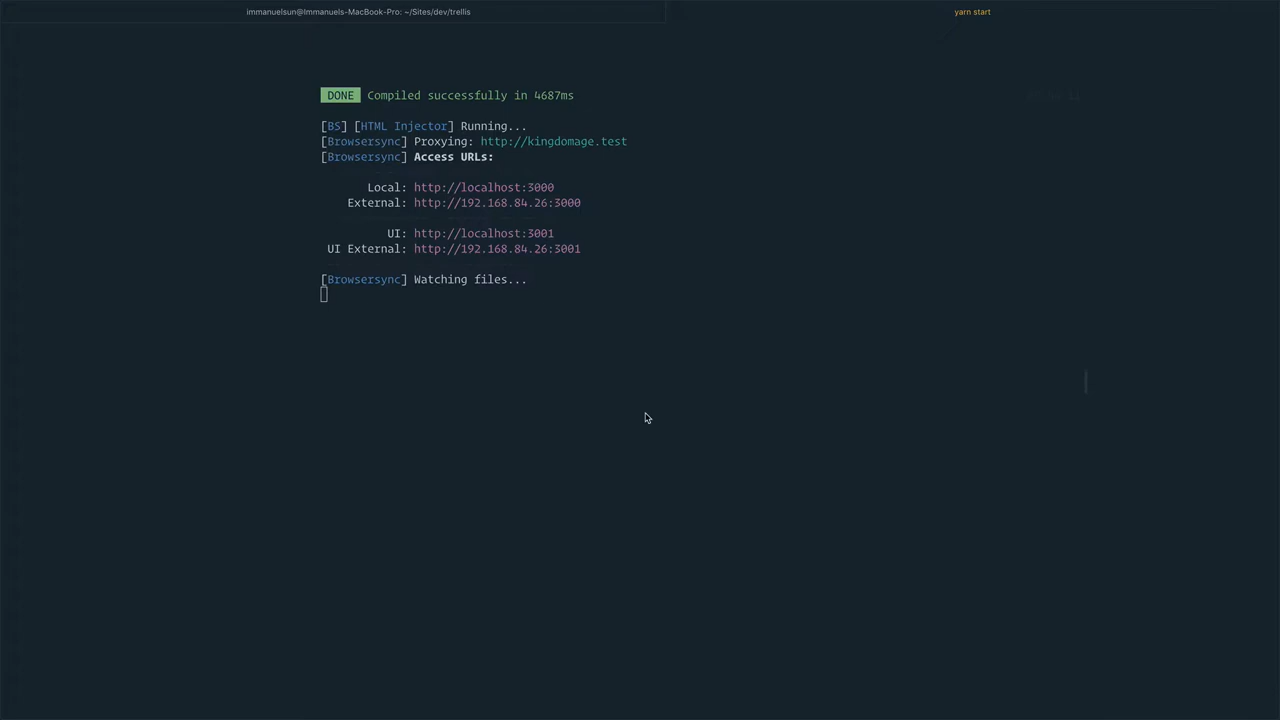 immanuelsun@Immanuels-MacBook-Pro: ~/Sites/dev/trellis
yarn start
DONE Compiled successfully in 4687ms
[BS] [HTML Injector] Running...
[Browsersync] Proxying: http://kingdomage.test
[Browsersync] Access URLs:
Local: http://localhost:3000
External: http://192.168.84.26:3000
UI: http://localhost:3001
UI External: http://192.168.84.26:3001
[Browsersync] Watching files...